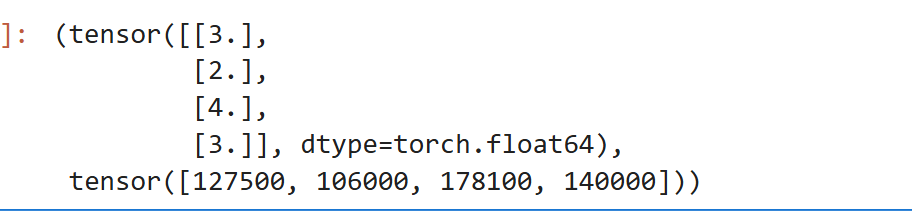 ]: (tensor([[3.],
[2.],
[4.],
[3.]], dtype=torch.float64),
tensor([127500, 106000, 178100, 140000]))